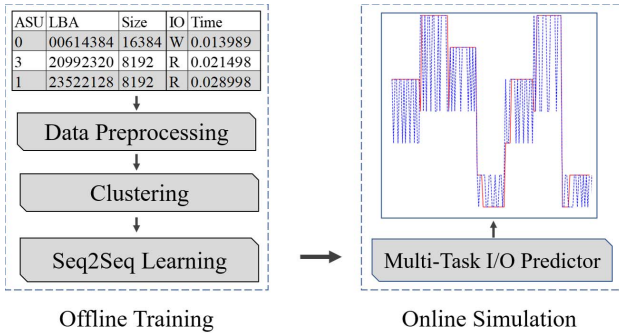 ASU LBA Size IO Time
0 00614384 16384 W 0.013989
3 20992320 8192 R 0.021498
1 23522128 8192 R 0.028998
Data Preprocessing
Clustering
Seq2Seq Learning
Multi-Task I/O Predictor
Offline Training
Online Simulation